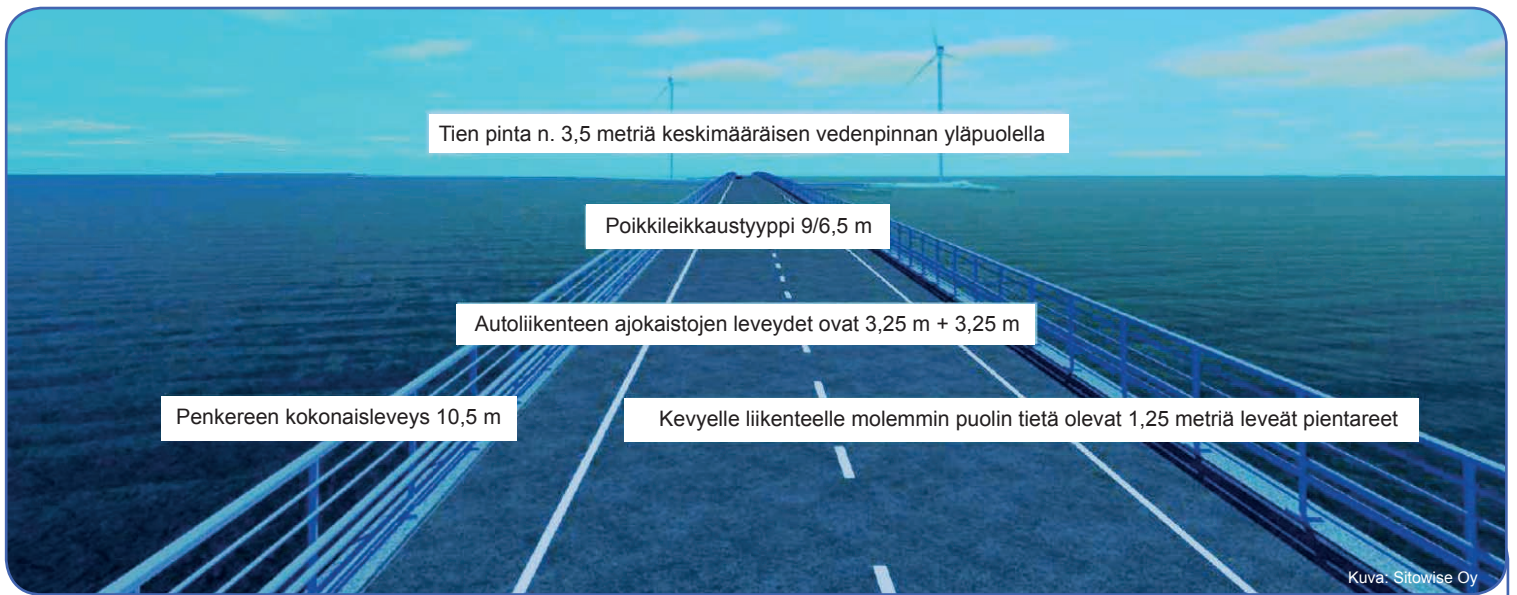 Tien pinta n. 3,5 metriä keskimääräisen vedenpinnan yläpuolella
Poikkileikkaustyyppi 9/6,5 m
Autoliikenteen ajokaistojen leveydet ovat 3,25 m + 3,25 m
Penkereen kokonaisleveys 10,5 m
Kevyelle liikenteelle molemmin puolin tietä olevat 1,25 metriä leveät pientareet
Kuva: Sitowise Oy